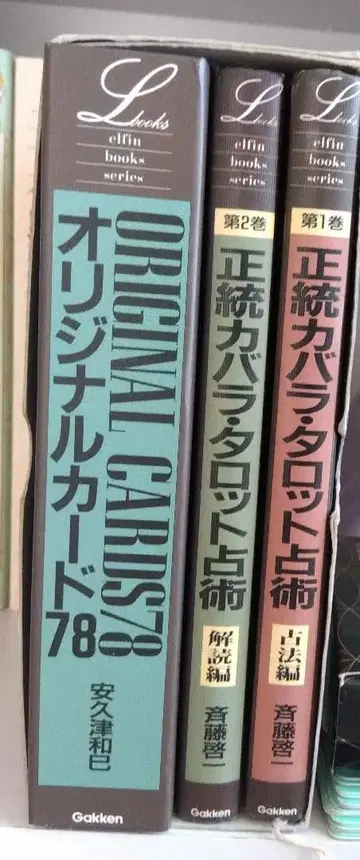 L books
elfin
books
series
ORIGINAL CARDS78
オリジナルカード78
安久津和巳
Gakken
L books
elfin
books
series
第2巻
正統カバラ・タロット占術
解読編
斉藤啓一
Gakken
L books
elfin
books
series
第1巻
正統カバラ・タロット占術
古法編
斉藤啓一
Gakken